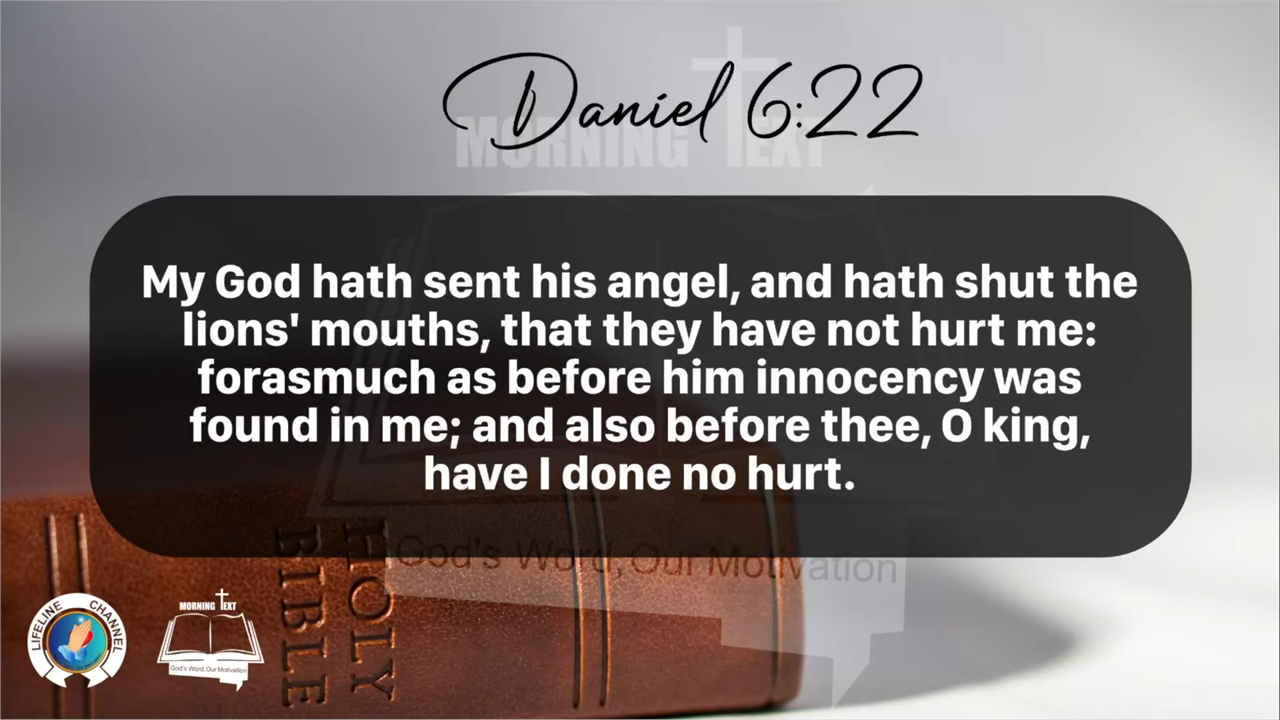 Daniel 6:22
MORNING TEXT
My God hath sent his angel, and hath shut the
lions' mouths, that they have not hurt me:
forasmuch as before him innocency was
found in me; and also before thee, O king,
have I done no hurt.
God's Word, Our Motivation
HOLY
BIBLE
LIFELINE CHANNEL
MORNING TEXT
God's Word, Our Motivation